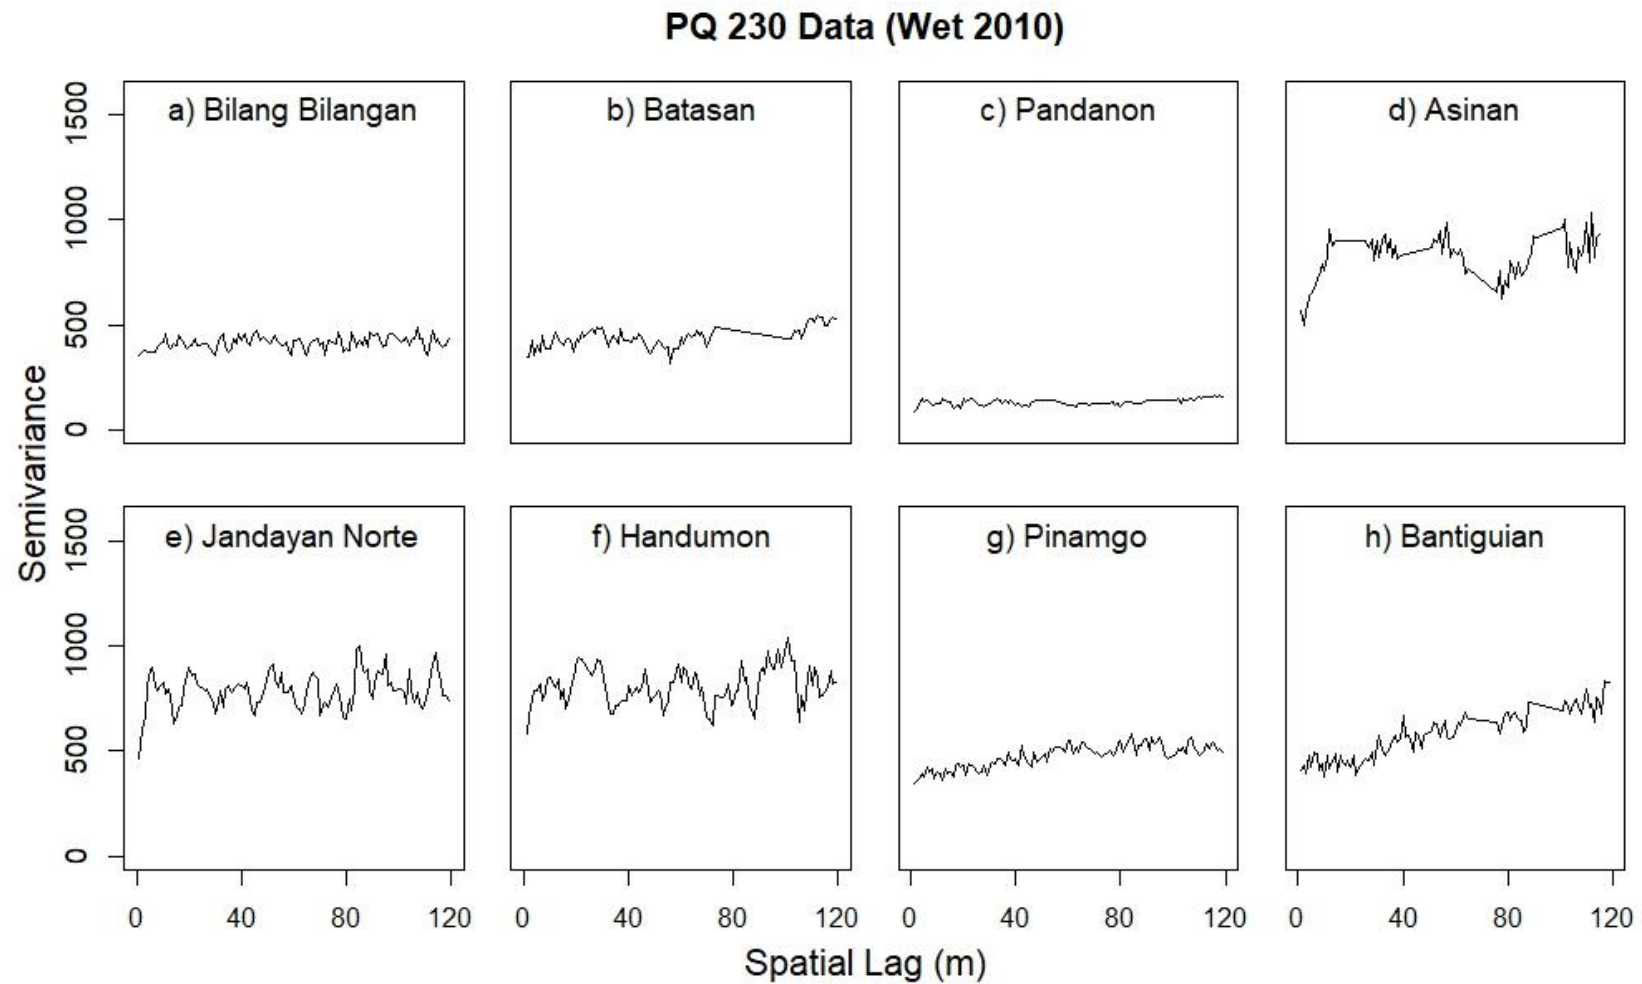 PQ 230 Data (Wet 2010)
a) Bilang Bilangan
b) Batasan
c) Pandanon
d) Asinan
1500
1000
500
0
Semivariance
e) Jandayan Norte
f) Handumon
g) Pinamgo
h) Bantiguian
1500
1000
500
0
0 40 80 120
0 40 80 120
0 40 80 120
0 40 80 120
Spatial Lag (m)